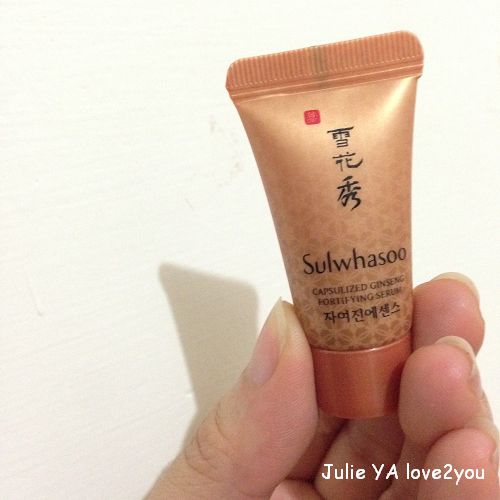 雪
花
秀
Sulwhasoo
CAPSULIZED GINSENG
FORTIFYING SERUM
자여진에센스
Julie YA love2you